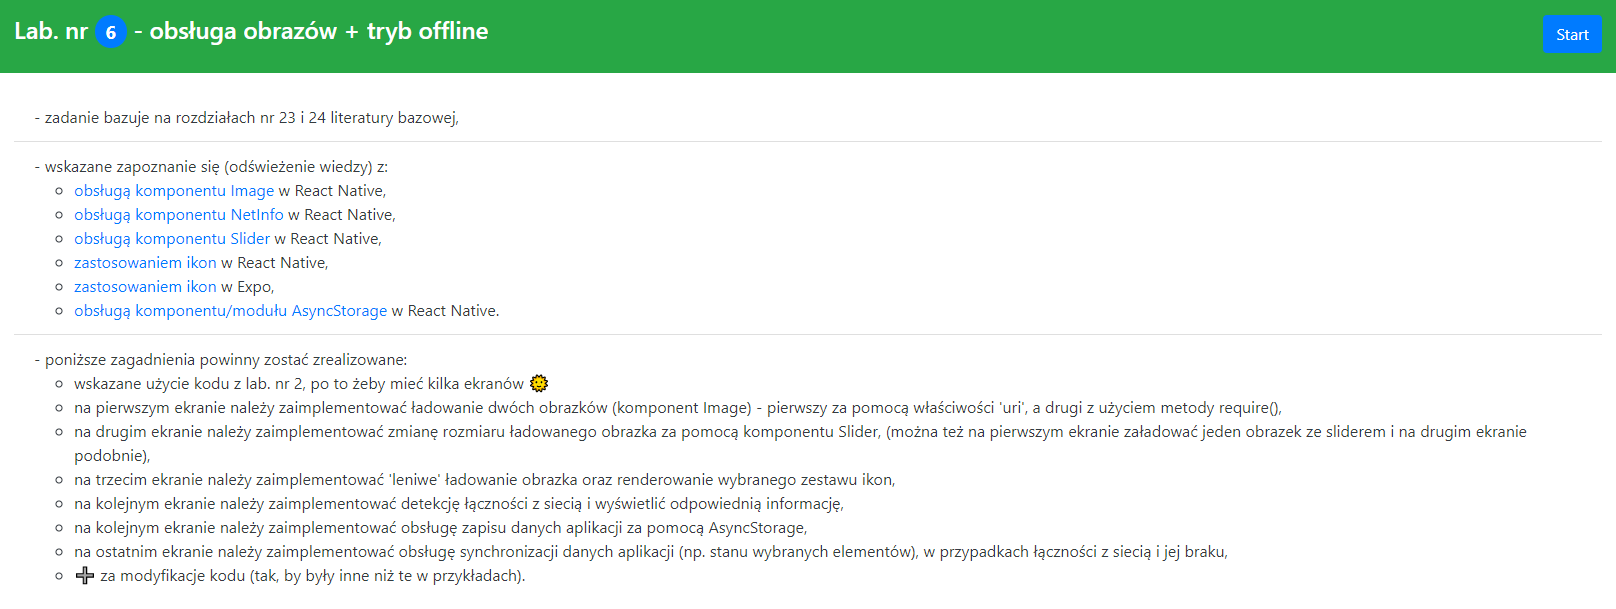 Lab. nr 6 - obsługa obrazów + tryb offline
Start
- zadanie bazuje na rozdziałach nr 23 i 24 literatury bazowej,
- wskazane zapoznanie się (odświeżenie wiedzy) z:
obsługą komponentu Image w React Native,
obsługą komponentu NetInfo w React Native,
obsługą komponentu Slider w React Native,
zastosowaniem ikon w React Native,
zastosowaniem ikon w Expo,
obsługą komponentu/modułu AsyncStorage w React Native.
- poniższe zagadnienia powinny zostać zrealizowane:
wskazane użycie kodu z lab. nr 2, po to żeby mieć kilka ekranów
na pierwszym ekranie należy zaimplementować ładowanie dwóch obrazków (komponent Image) - pierwszy za pomocą właściwości 'uri', a drugi z użyciem metody require(),
na drugim ekranie należy zaimplementować zmianę rozmiaru ładowanego obrazka za pomocą komponentu Slider, (można też na pierwszym ekranie załadować jeden obrazek ze sliderem i na drugim ekranie
podobnie),
na trzecim ekranie należy zaimplementować 'leniwe' ładowanie obrazka oraz renderowanie wybranego zestawu ikon,
na kolejnym ekranie należy zaimplementować detekcję łączności z siecią i wyświetlić odpowiednią informację,
na kolejnym ekranie należy zaimplementować obsługę zapisu danych aplikacji za pomocą AsyncStorage,
na ostatnim ekranie należy zaimplementować obsługę synchronizacji danych aplikacji (np. stanu wybranych elementów), w przypadkach łączności z siecią i jej braku,
za modyfikacje kodu (tak, by były inne niż te w przykładach).